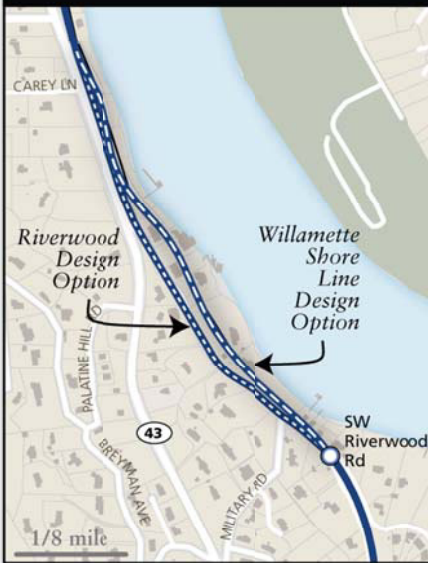 CAREY LN
Riverwood
Design
Option
Willamette
Shore
Line
Design
Option
PALATINE HILL RD
43
SW
Riverwood
Rd
BREYMAN AVE
MILITARY RD
1/8 mile